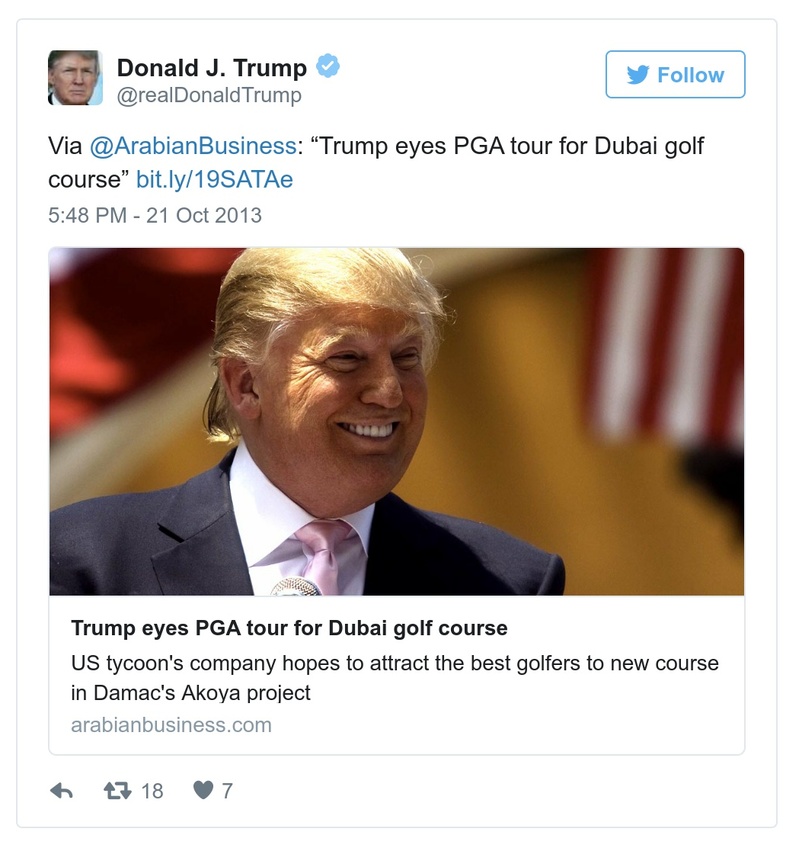 Donald J. Trump
@realDonaldTrump
Follow
Via @ArabianBusiness: “Trump eyes PGA tour for Dubai golf
course” bit.ly/19SATAe
5:48 PM - 21 Oct 2013
Trump eyes PGA tour for Dubai golf course
US tycoon's company hopes to attract the best golfers to new course
in Damac's Akoya project
arabianbusiness.com
18
7